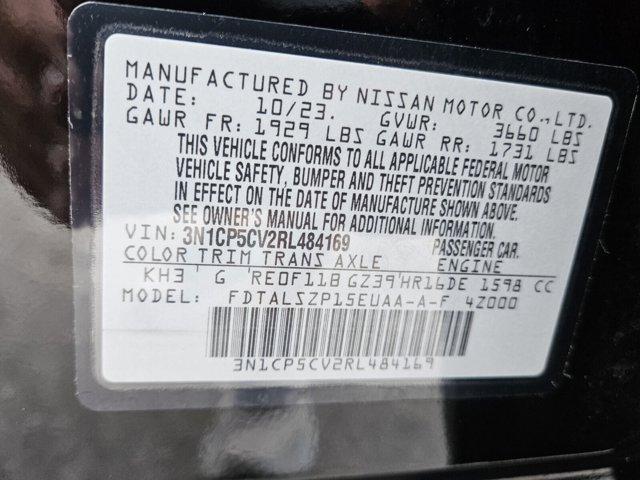 MANUFACTURED BY NISSAN MOTOR CO., LTD.
DATE: 10/23. GVWR: 3660 LBS
GAWR FR: 1929 LBS GAWR RR: 1731 LBS
THIS VEHICLE CONFORMS TO ALL APPLICABLE FEDERAL MOTOR
VEHICLE SAFETY, BUMPER AND THEFT PREVENTION STANDARDS
IN EFFECT ON THE DATE OF MANUFACTURE SHOWN ABOVE.
SEE OWNER'S MANUAL FOR ADDITIONAL INFORMATION.
VIN: 3N1CP5CV2RL484169 PASSENGER CAR.
COLOR TRIM TRANS AXLE ENGINE
KH3 G RE0F11B GZ39 HR16DE 1598 CC
MODEL: FDTALSZP15EUAA-A-F 4Z000
3N1CP5CV2RL484169